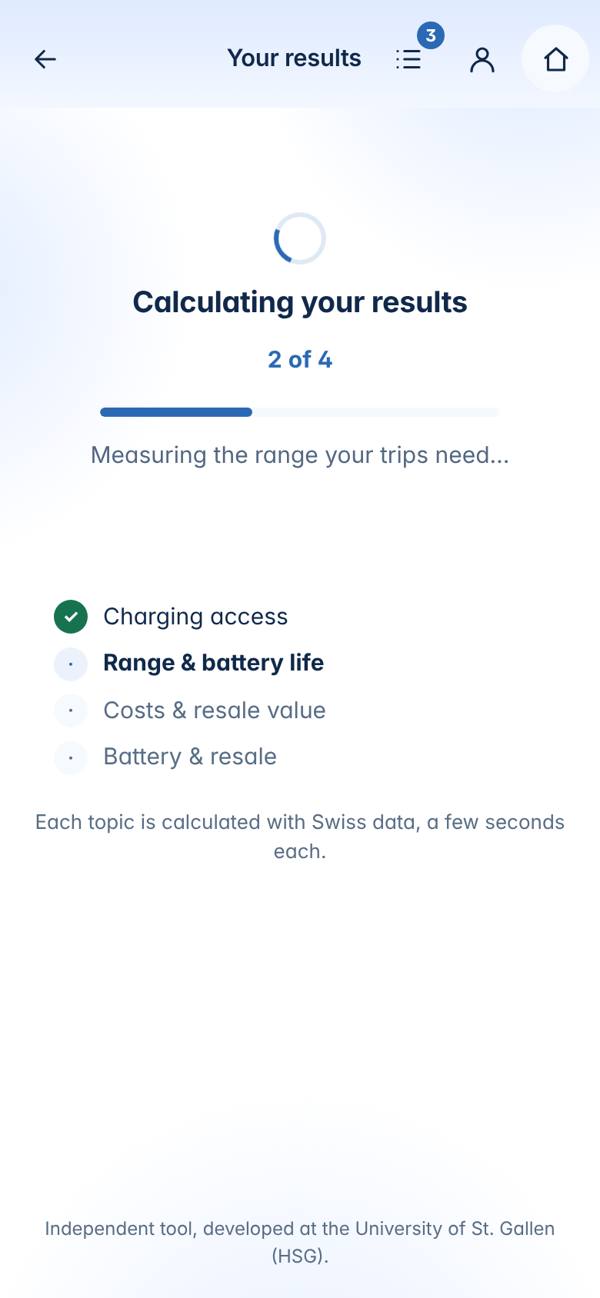 Your results
3
Calculating your results
2 of 4
Measuring the range your trips need...
Charging access
Range & battery life
Costs & resale value
Battery & resale
Each topic is calculated with Swiss data, a few seconds
each.
Independent tool, developed at the University of St. Gallen
(HSG).